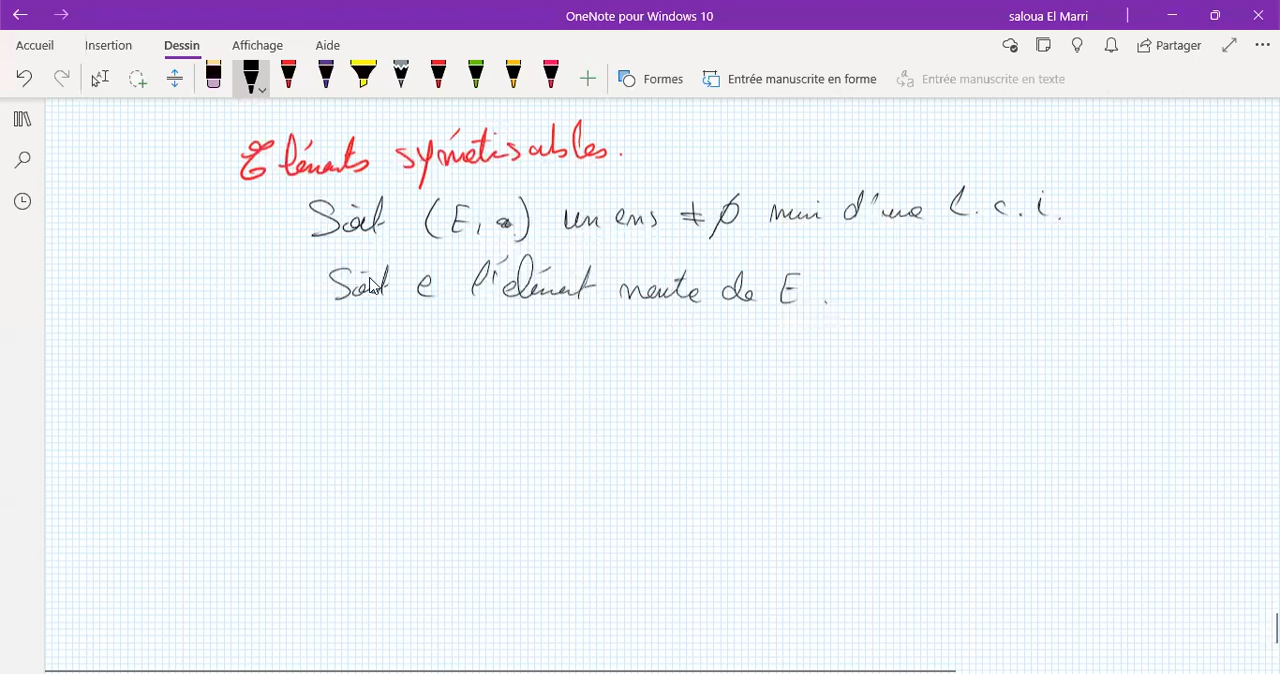 OneNote pour Windows 10
saloua El Marri
Accueil Insertion Dessin Affichage Aide
Partager
Formes Entrée manuscrite en forme Entrée manuscrite en texte
Eléments symétrisables.
Soit (E, *) un ens ≠ ∅ muni d'une l.c.i.
Soit e l'élément neutre de E.